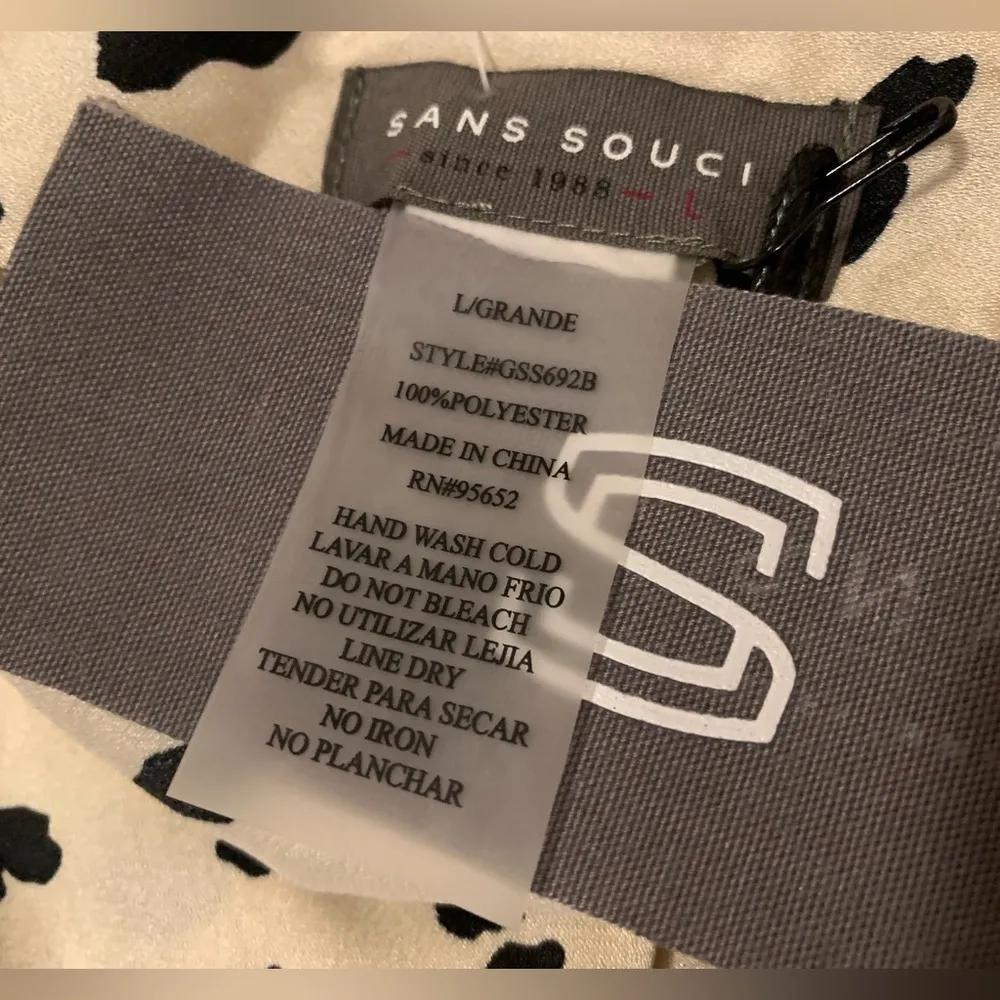 SANS SOUCI
since 1988 L
L/GRANDE
STYLE#GSS692B
100%POLYESTER
MADE IN CHINA
RN#95652
HAND WASH COLD
LAVAR A MANO FRIO
DO NOT BLEACH
NO UTILIZAR LEJIA
LINE DRY
TENDER PARA SECAR
NO IRON
NO PLANCHAR
S